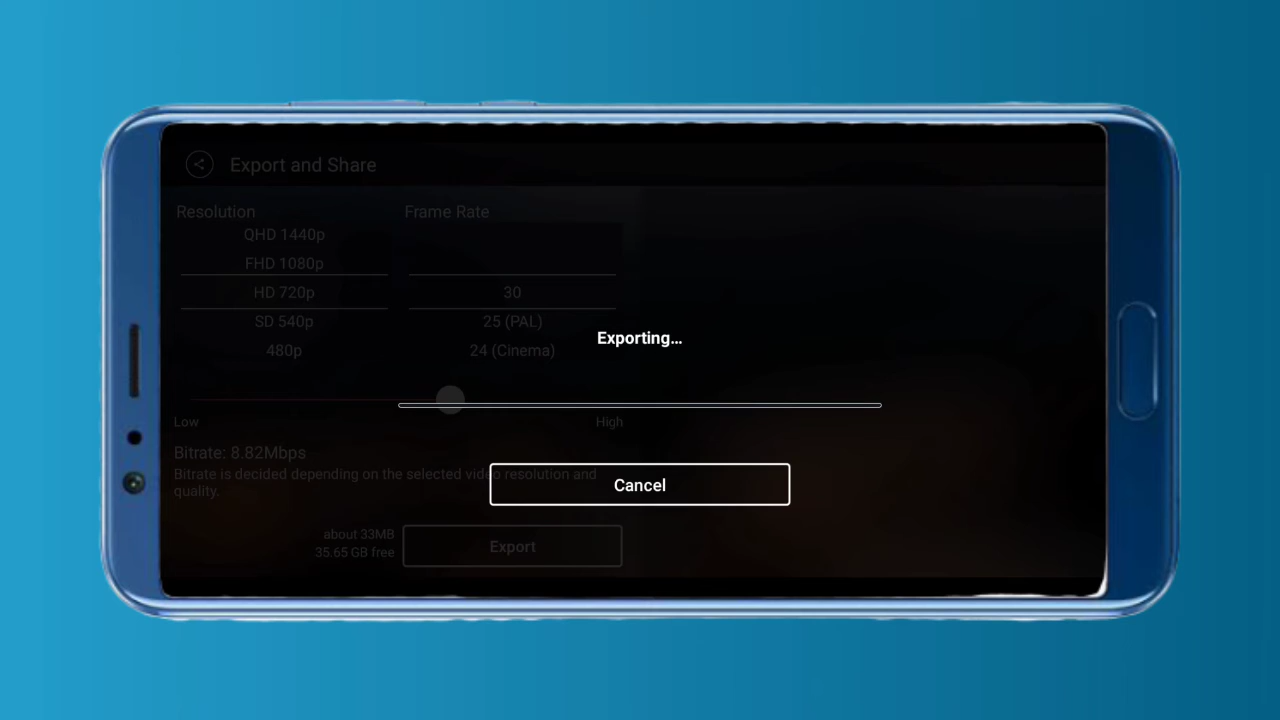 Export and Share
Resolution
Frame Rate
QHD 1440p
FHD 1080p
HD 720p
30
SD 540p
25 (PAL)
480p
24 (Cinema)
Exporting...
Low
High
Bitrate: 8.82Mbps
Bitrate is decided depending on the selected video resolution and
quality.
Cancel
about 33MB
35.65 GB free
Export